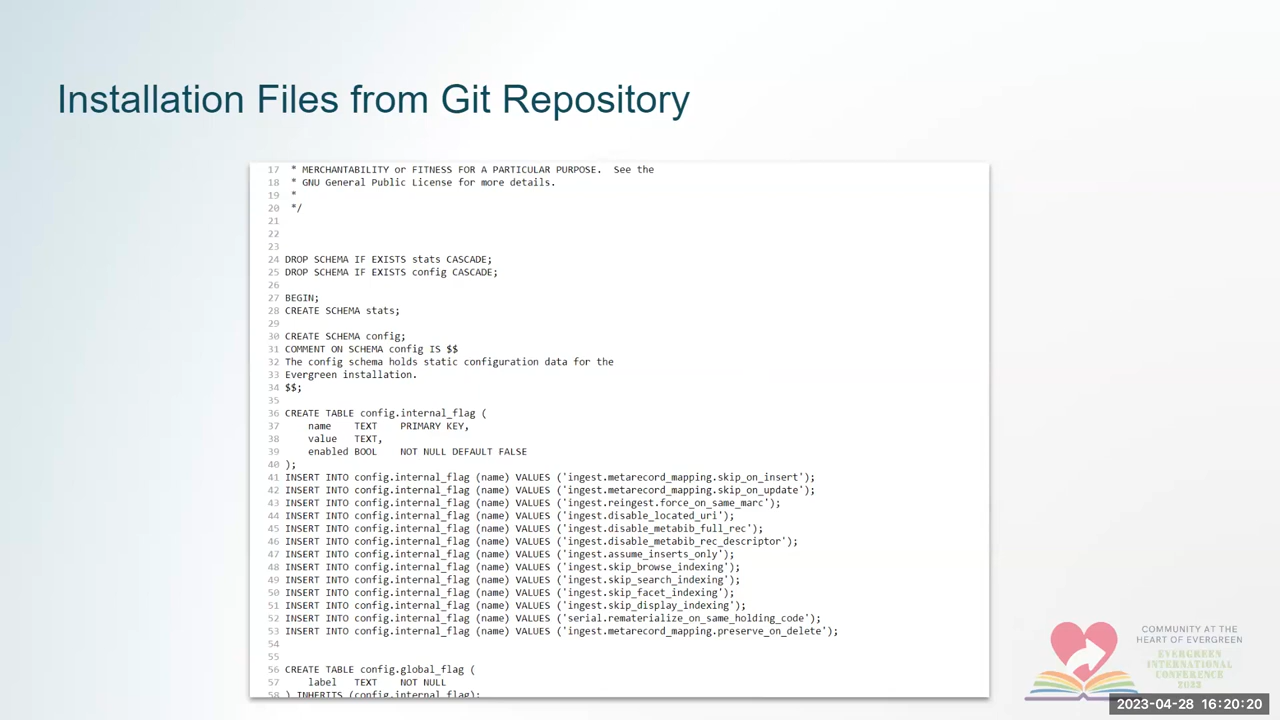 Installation Files from Git Repository
17 * MERCHANTABILITY or FITNESS FOR A PARTICULAR PURPOSE. See the
18 * GNU General Public License for more details.
19 *
20 */
21
22
23
24 DROP SCHEMA IF EXISTS stats CASCADE;
25 DROP SCHEMA IF EXISTS config CASCADE;
26
27 BEGIN;
28 CREATE SCHEMA stats;
29
30 CREATE SCHEMA config;
31 COMMENT ON SCHEMA config IS $$
32 The config schema holds static configuration data for the
33 Evergreen installation.
34 $$;
35
36 CREATE TABLE config.internal_flag (
37 name TEXT PRIMARY KEY,
38 value TEXT,
39 enabled BOOL NOT NULL DEFAULT FALSE
40 );
41 INSERT INTO config.internal_flag (name) VALUES ('ingest.metarecord_mapping.skip_on_insert');
42 INSERT INTO config.internal_flag (name) VALUES ('ingest.metarecord_mapping.skip_on_update');
43 INSERT INTO config.internal_flag (name) VALUES ('ingest.reingest.force_on_same_marc');
44 INSERT INTO config.internal_flag (name) VALUES ('ingest.disable_located_uri');
45 INSERT INTO config.internal_flag (name) VALUES ('ingest.disable_metabib_full_rec');
46 INSERT INTO config.internal_flag (name) VALUES ('ingest.disable_metabib_rec_descriptor');
47 INSERT INTO config.internal_flag (name) VALUES ('ingest.assume_inserts_only');
48 INSERT INTO config.internal_flag (name) VALUES ('ingest.skip_browse_indexing');
49 INSERT INTO config.internal_flag (name) VALUES ('ingest.skip_search_indexing');
50 INSERT INTO config.internal_flag (name) VALUES ('ingest.skip_facet_indexing');
51 INSERT INTO config.internal_flag (name) VALUES ('ingest.skip_display_indexing');
52 INSERT INTO config.internal_flag (name) VALUES ('serial.rematerialize_on_same_holding_code');
53 INSERT INTO config.internal_flag (name) VALUES ('ingest.metarecord_mapping.preserve_on_delete');
54
55
56 CREATE TABLE config.global_flag (
57 label TEXT NOT NULL
58 ) INHERITS (config.internal_flag);
COMMUNITY AT THE
HEART OF EVERGREEN
EVERGREEN
INTERNATIONAL
CONFERENCE
2023
2023-04-28 16:20:20